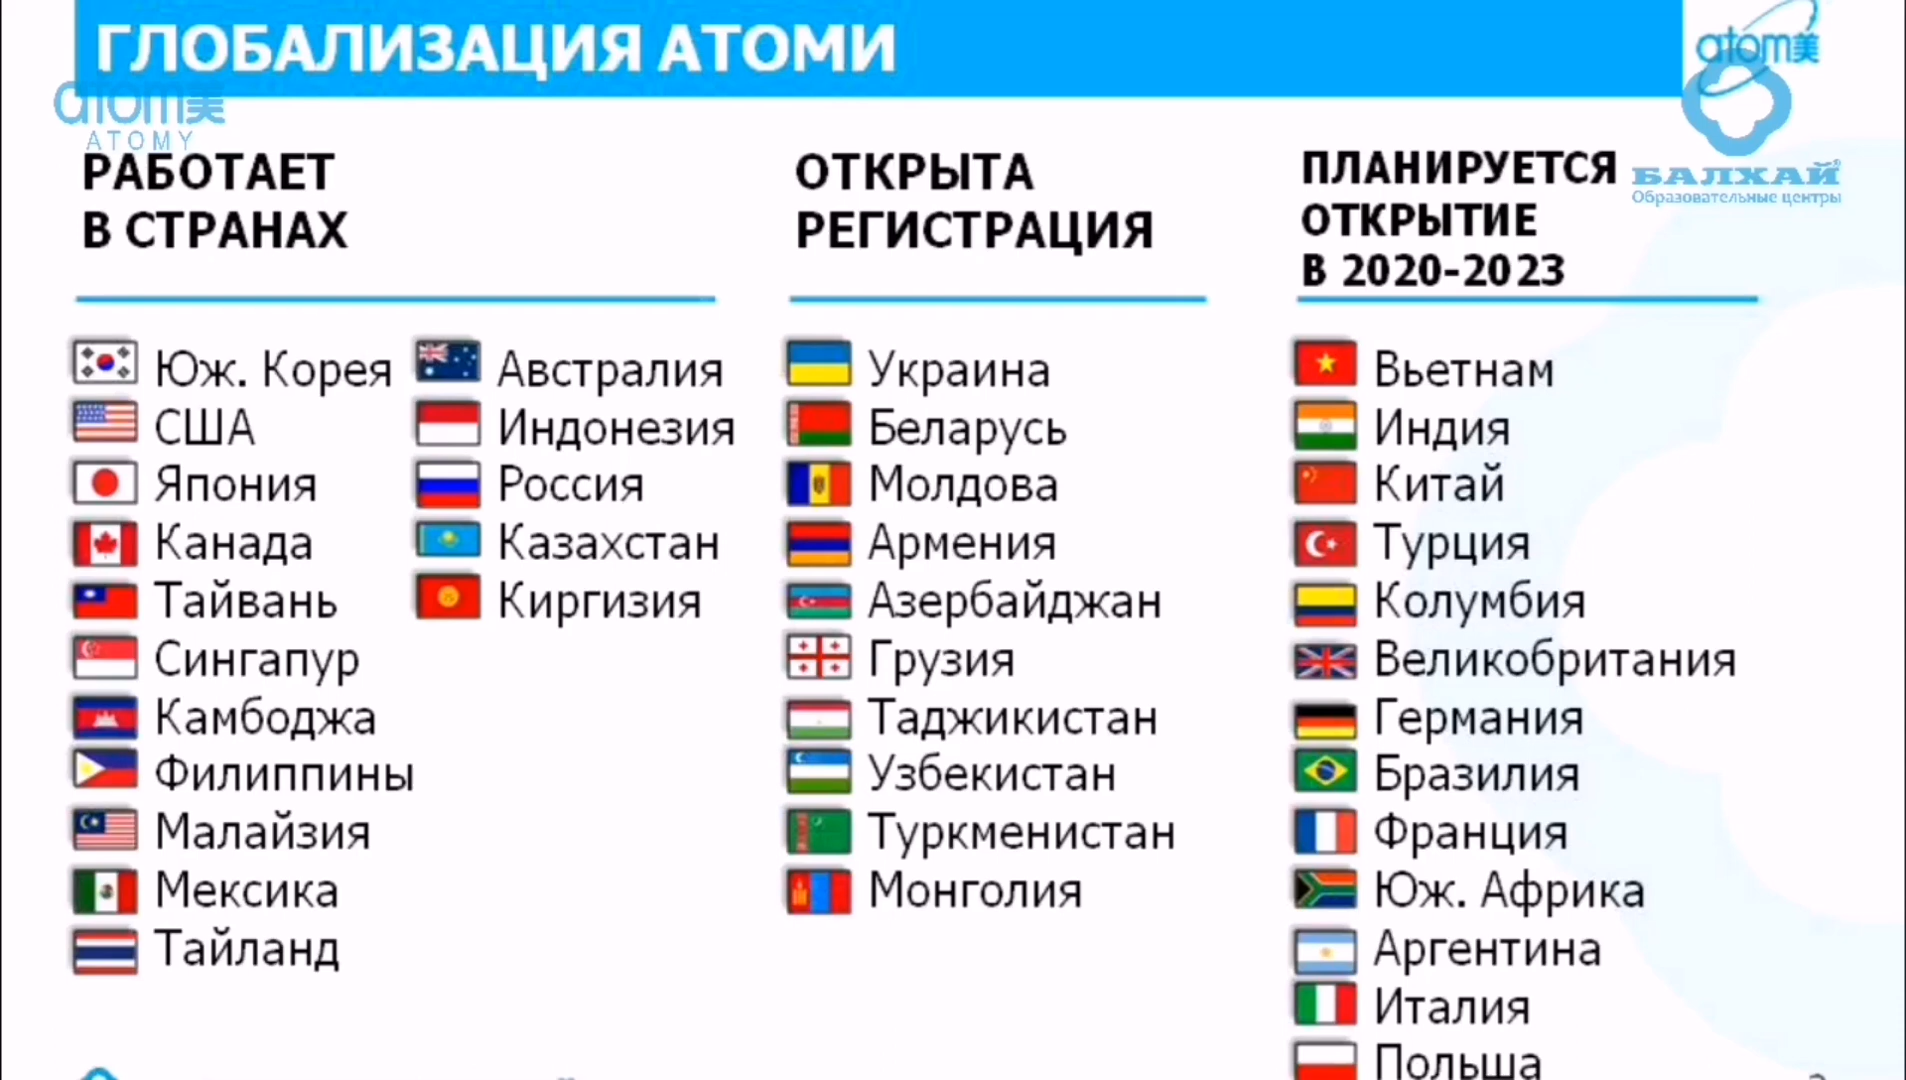 ГЛОБАЛИЗАЦИЯ АТОМИ
atom美
atom美
ATOMY
БАЛХАЙ
Образовательные центры
РАБОТАЕТ
В СТРАНАХ
Юж. Корея
США
Япония
Канада
Тайвань
Сингапур
Камбоджа
Филиппины
Малайзия
Мексика
Тайланд
Австралия
Индонезия
Россия
Казахстан
Киргизия
ОТКРЫТА
РЕГИСТРАЦИЯ
Украина
Беларусь
Молдова
Армения
Азербайджан
Грузия
Таджикистан
Узбекистан
Туркменистан
Монголия
ПЛАНИРУЕТСЯ
ОТКРЫТИЕ
В 2020-2023
Вьетнам
Индия
Китай
Турция
Колумбия
Великобритания
Германия
Бразилия
Франция
Юж. Африка
Аргентина
Италия
Польша